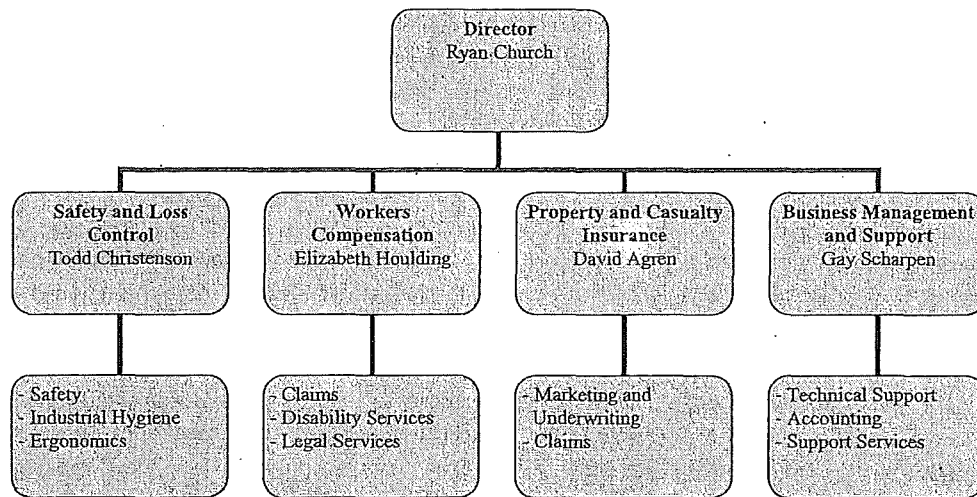 Director
Ryan Church
Safety and Loss
Control
Todd Christenson
Workers
Compensation
Elizabeth Houlding
Property and Casualty
Insurance
David Agren
Business Management
and Support
Gay Scharpen
- Safety
- Industrial Hygiene
- Ergonomics
- Claims
- Disability Services
- Legal Services
- Marketing and
Underwriting
- Claims
- Technical Support
- Accounting
- Support Services